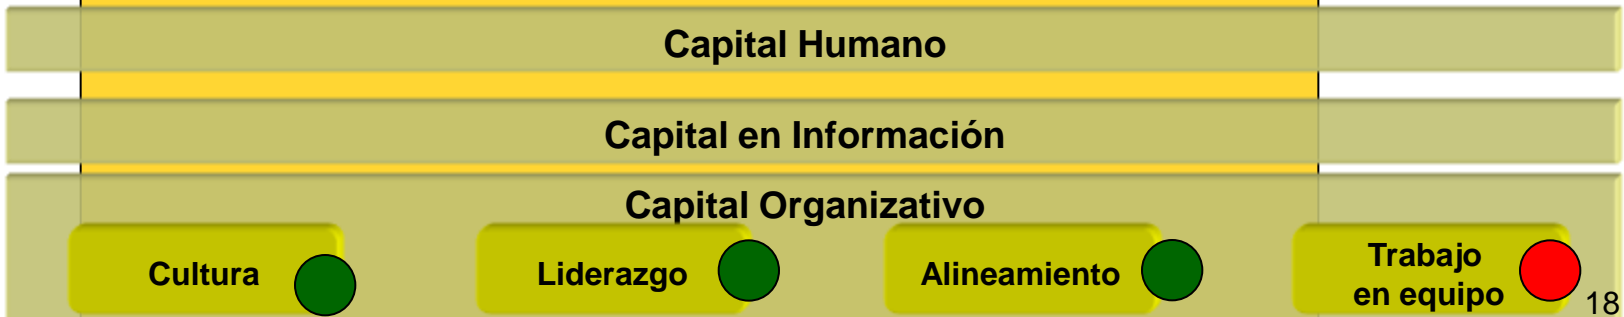 Capital Humano
Capital en Información
Capital Organizativo
Cultura
Liderazgo
Alineamiento
Trabajo
en equipo
18